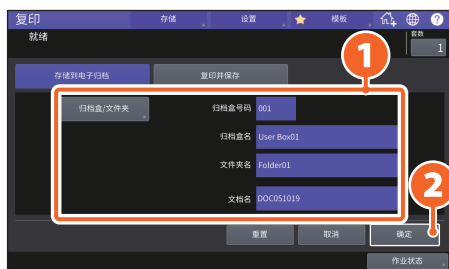 复印 存储 设置 模板 ?
就绪 套数
1
1
存储到电子归档 复印并保存
归档盒/文件夹 归档盒号码 001
归档盒名 User Box01
文件夹名 Folder01
文档名 DOC051019
2
重置 取消 确定
作业状态